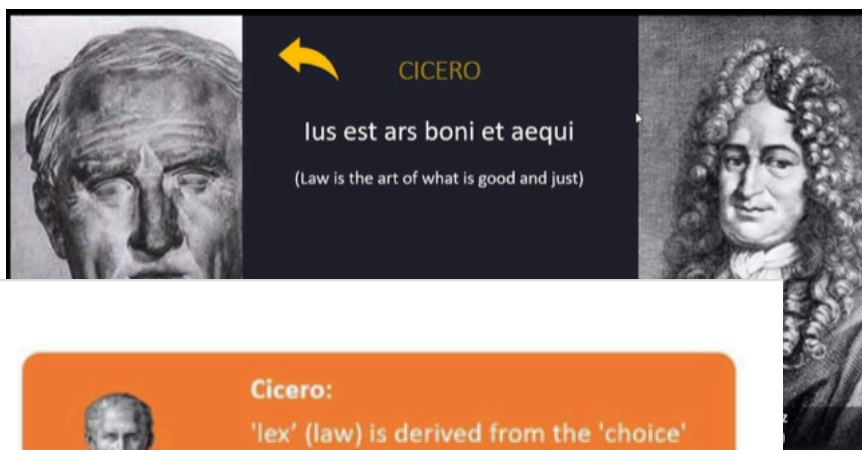 CICERO
Ius est ars boni et aequi
(Law is the art of what is good and just)
z
)
Cicero:
'lex’ (law) is derived from the 'choice'